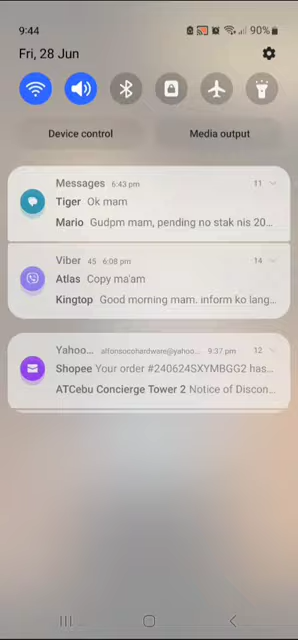 9:44 90%
Fri, 28 Jun
Device control Media output
Messages 6:43 pm 11
Tiger Ok mam
Mario Gudpm mam, pending no stak nis 20...
Viber 45 6:08 pm 14
Atlas Copy ma'am
Kingtop Good morning mam. inform ko lang...
Yahoo... alfonsocohardware@yahoo... 9:37 pm 12
Shopee Your order #240624SXYMBGG2 has...
ATCebu Concierge Tower 2 Notice of Discon...